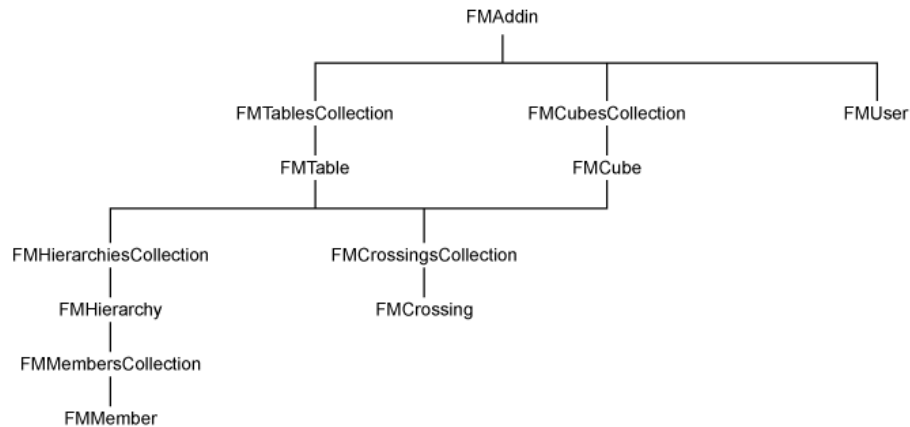 FMAddin
FMTablesCollection
FMCubesCollection
FMUser
FMTable
FMCube
FMHierarchiesCollection
FMCrossingsCollection
FMHierarchy
FMCrossing
FMMembersCollection
FMMember